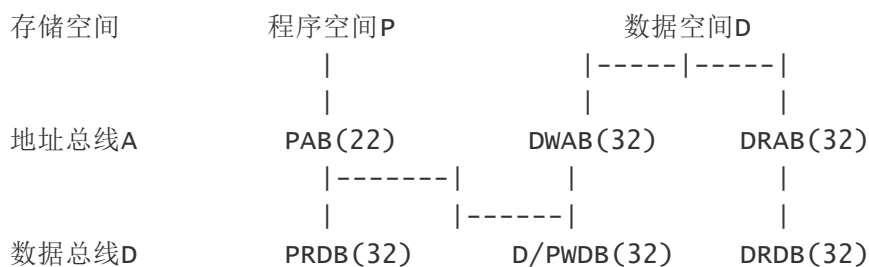 存储空间 程序空间P 数据空间D
| |-----|-----|
| | |
地址总线A PAB(22) DWAB(32) DRAB(32)
|-------| | |
| |------| |
数据总线D PRDB(32) D/PWDB(32) DRDB(32)